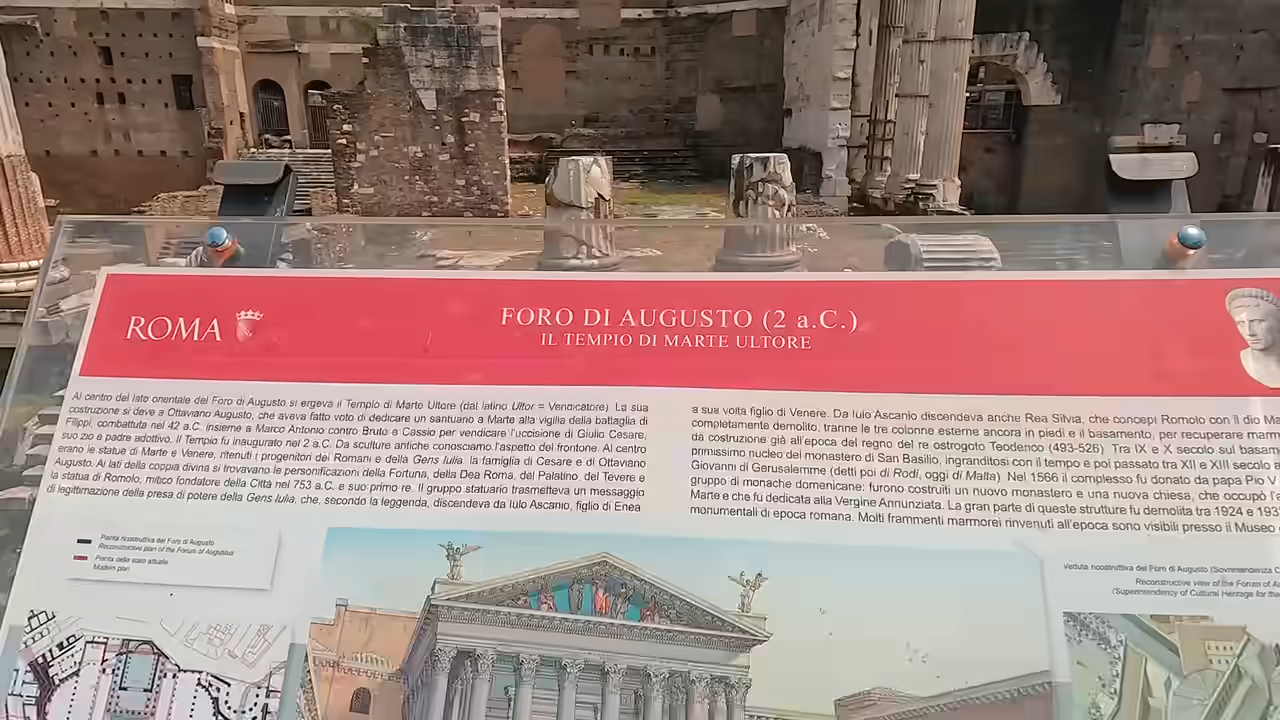 ROMA
FORO DI AUGUSTO (2 a.C.)
IL TEMPIO DI MARTE ULTORE
Al centro del lato orientale del Foro di Augusto si ergeva il Tempio di Marte Ultore (dal latino Ultor = Vendicatore) La sua
costruzione si deve a Ottaviano Augusto, che aveva fatto voto di dedicare un santuario a Marte alla vigilia della battaglia di
Filippi, combattuta nel 42 a.C. insieme a Marco Antonio contro Bruto e Cassio per vendicare l'uccisione di Giulio Cesare,
suo zio e padre adottivo. Il Tempio fu inaugurato nel 2 a.C. Da sculture antiche conosciamo l'aspetto del frontone. Al centro
erano le statue di Marte e Venere, ritenuti i progenitori dei Romani e della Gens Iulia, la famiglia di Cesare e di Ottaviano
Augusto. Ai lati della coppia divina si trovavano le personificazioni della Fortuna, della Dea Roma, del Palatino, del Tevere e
la statua di Romolo, mitico fondatore della Città nel 753 a.C. e suo primo re. Il gruppo statuario trasmetteva un messaggio
di legittimazione della presa di potere della Gens Iulia, che, secondo la leggenda, discendeva da Iulo Ascanio, figlio di Enea
a sua volta figlio di Venere. Da Iulo Ascanio discendeva anche Rea Silvia, che concepì Romolo con il dio Ma
completamente demolito, tranne le tre colonne esterne ancora in piedi e il basamento, per recuperare marm
da costruzione già all'epoca del regno del re ostrogoto Teodorico (493-526) Tra IX e X secolo sul basam
primissimo nucleo del monastero di San Basilio, ingranditosi con il tempo e poi passato tra XII e XIII secolo a
Giovanni di Gerusalemme (detti poi di Rodi, oggi di Malta) Nel 1566 il complesso fu donato da papa Pio V
gruppo di monache domenicane: furono costruiti un nuovo monastero e una nuova chiesa, che occupò l'a
Marte e che fu dedicata alla Vergine Annunziata. La gran parte di queste strutture fu demolita tra 1924 e 193
monumentali di epoca romana. Molti frammenti marmorei rinvenuti all'epoca sono visibili presso il Museo
Pianta ricostruttiva del Foro di Augusto
Reconstructive plan of the Forum of Augustus
Pianta dello stato attuale
Modern plan
Veduta ricostruttiva del Foro di Augusto (Sovrintendenza C
Reconstructive view of the Forum of A
(Superintendency of Cultural Heritage for the